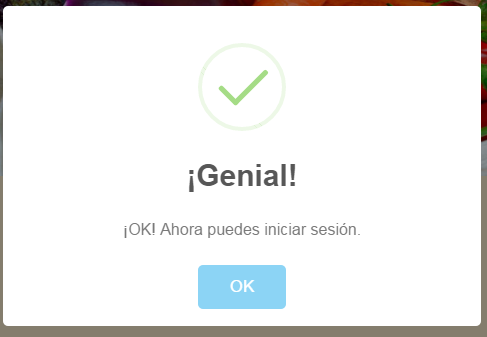 ¡Genial!
¡OK! Ahora puedes iniciar sesión.
OK